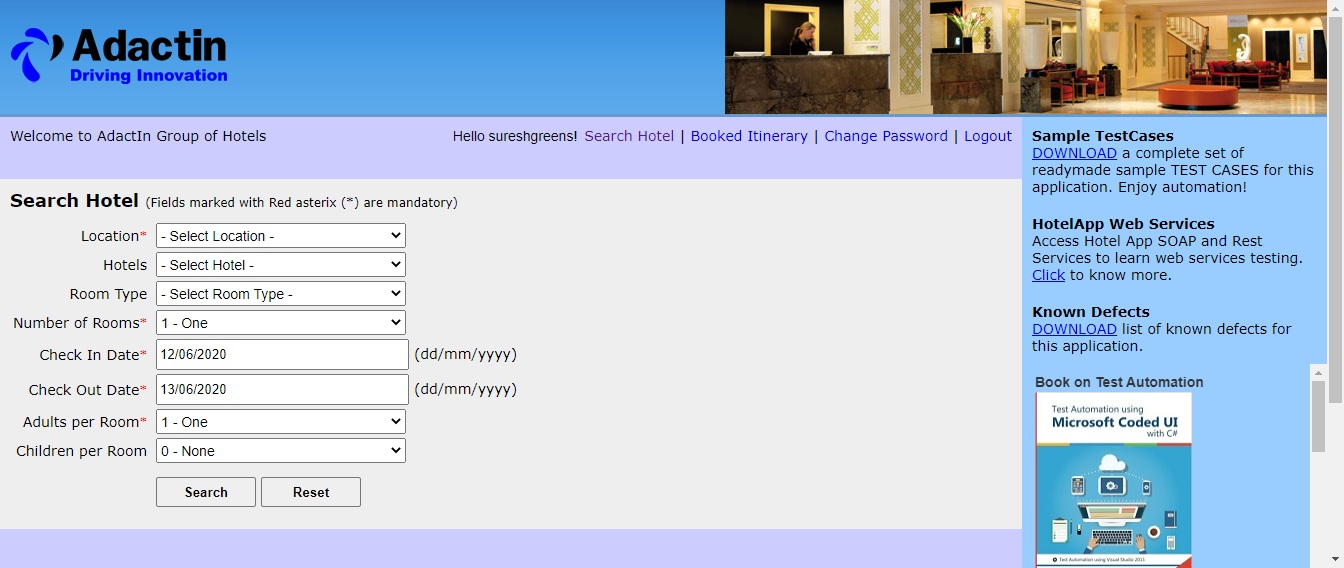 Adactin
Driving Innovation
Welcome to AdactIn Group of Hotels
Hello sureshgreens! Search Hotel | Booked Itinerary | Change Password | Logout
Search Hotel (Fields marked with Red asterix (*) are mandatory)
Location* - Select Location -
Hotels - Select Hotel -
Room Type - Select Room Type -
Number of Rooms* 1 - One
Check In Date* 12/06/2020 (dd/mm/yyyy)
Check Out Date* 13/06/2020 (dd/mm/yyyy)
Adults per Room* 1 - One
Children per Room 0 - None
Search Reset
Sample TestCases
DOWNLOAD a complete set of
readymade sample TEST CASES for this
application. Enjoy automation!
HotelApp Web Services
Access Hotel App SOAP and Rest
Services to learn web services testing.
Click to know more.
Known Defects
DOWNLOAD list of known defects for
this application.
Book on Test Automation
Test Automation using
Microsoft Coded UI
with C#
Test Automation using Visual Studio 2015